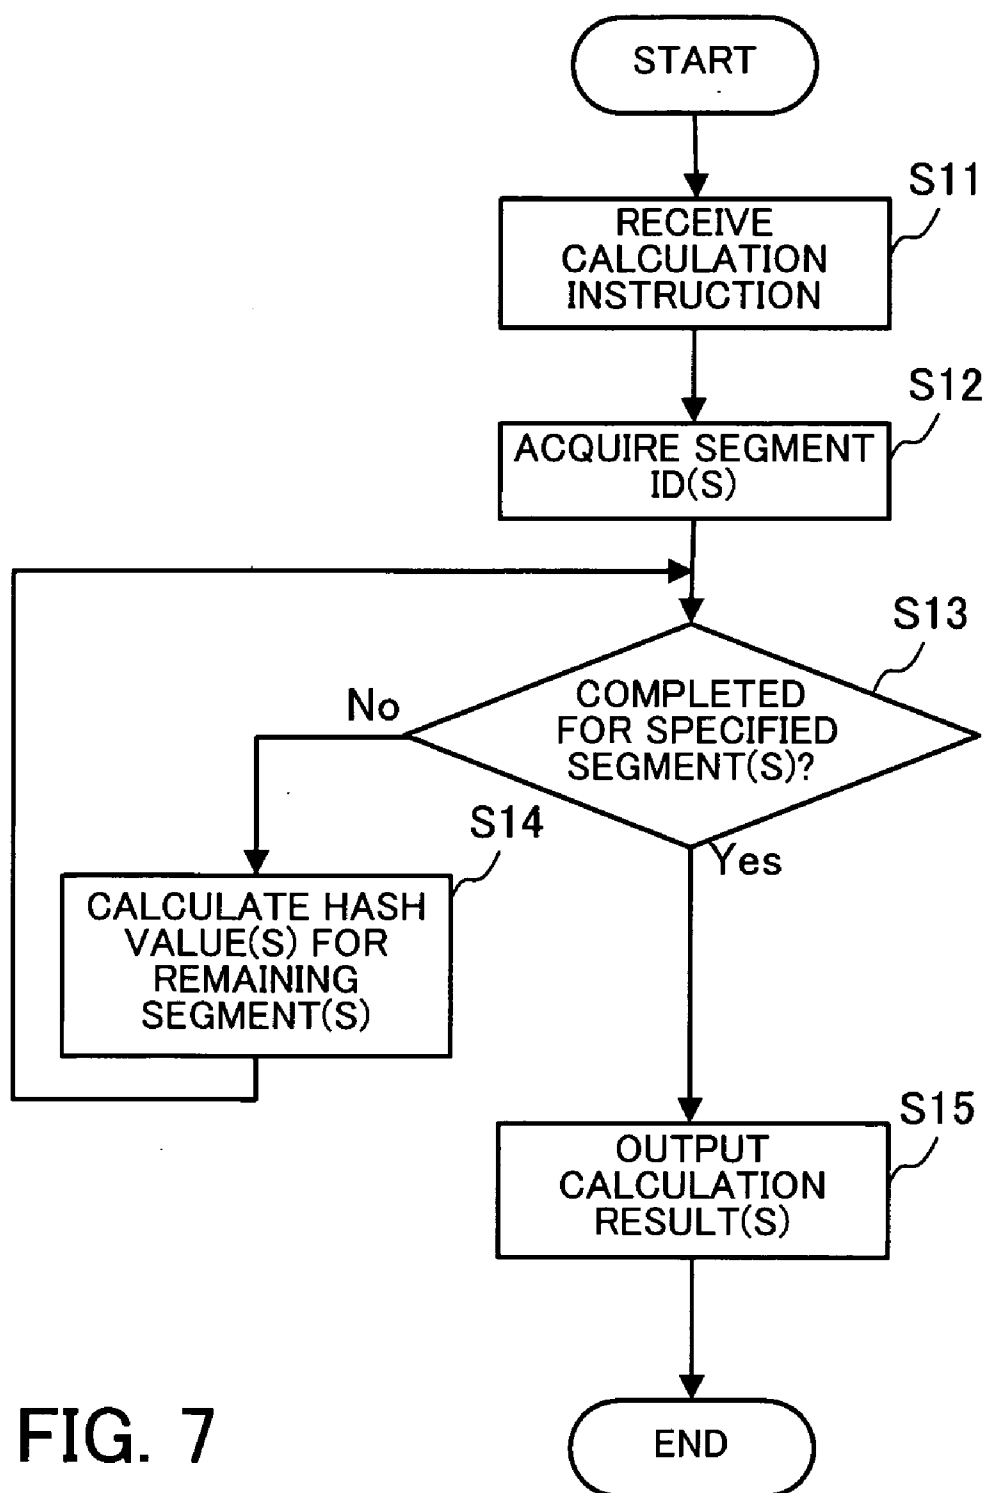 START
S11
RECEIVE
CALCULATION
INSTRUCTION
S12
ACQUIRE SEGMENT
ID(S)
S13
COMPLETED
FOR SPECIFIED
SEGMENT(S)?
No
Yes
S14
CALCULATE HASH
VALUE(S) FOR
REMAINING
SEGMENT(S)
S15
OUTPUT
CALCULATION
RESULT(S)
END
FIG. 7